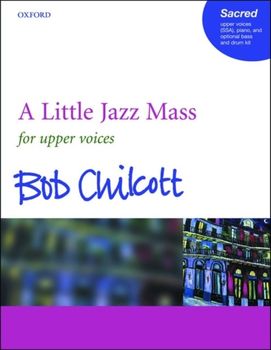 OXFORD
Sacred
upper voices
(SSA), piano, and
optional bass
and drum kit
A Little Jazz Mass
for upper voices
Bob Chilcott